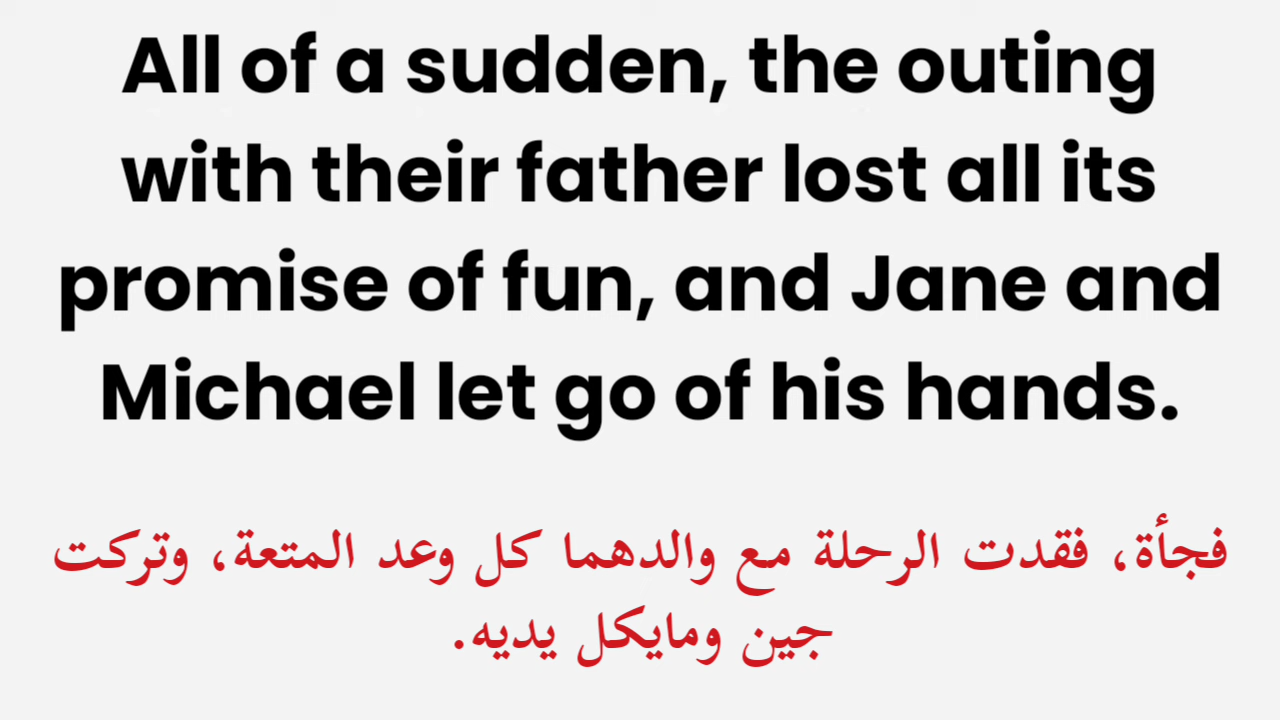 All of a sudden, the outing
with their father lost all its
promise of fun, and Jane and
Michael let go of his hands.
فجأة، فقدت الرحلة مع والدهما كل وعد المتعة، وتركت
جين ومايكل يديه.